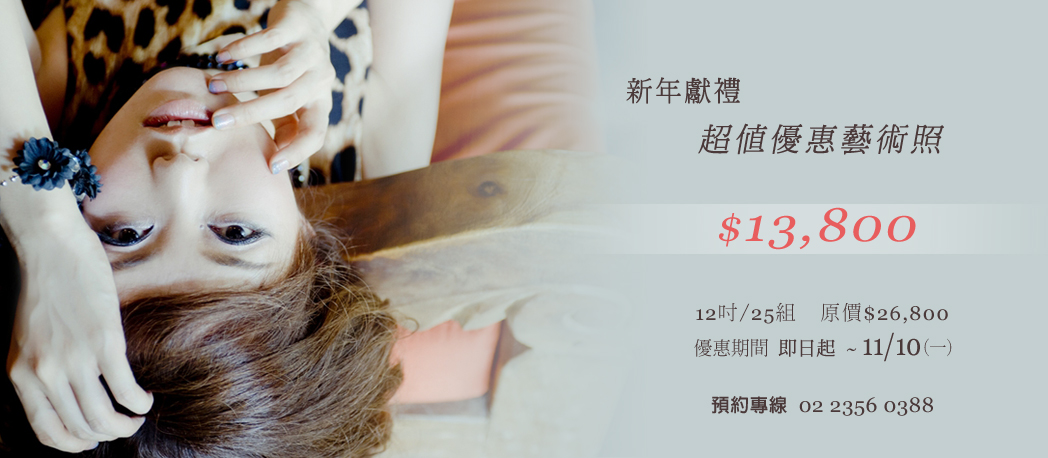 新年獻禮
超值優惠藝術照
$13,800
12吋/25組 原價$26,800
優惠期間 即日起 ~ 11/10(一)
預約專線 02 2356 0388